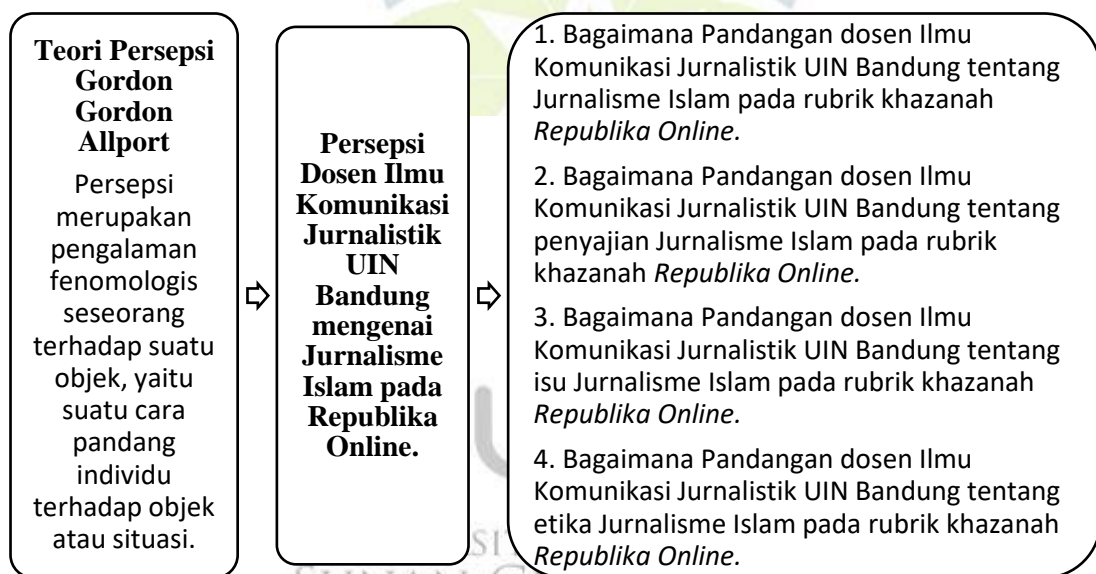 Teori Persepsi
Gordon
Gordon
Allport
Persepsi
merupakan
pengalaman
fenomologis
seseorang
terhadap suatu
objek, yaitu
suatu cara
pandang
individu
terhadap objek
atau situasi.
Persepsi
Dosen Ilmu
Komunikasi
Jurnalistik
UIN
Bandung
mengenai
Jurnalisme
Islam pada
Republika
Online.
1. Bagaimana Pandangan dosen Ilmu
Komunikasi Jurnalistik UIN Bandung tentang
Jurnalisme Islam pada rubrik khazanah
Republika Online.
2. Bagaimana Pandangan dosen Ilmu
Komunikasi Jurnalistik UIN Bandung tentang
penyajian Jurnalisme Islam pada rubrik
khazanah Republika Online.
3. Bagaimana Pandangan dosen Ilmu
Komunikasi Jurnalistik UIN Bandung tentang
isu Jurnalisme Islam pada rubrik khazanah
Republika Online.
4. Bagaimana Pandangan dosen Ilmu
Komunikasi Jurnalistik UIN Bandung tentang
etika Jurnalisme Islam pada rubrik khazanah
Republika Online.